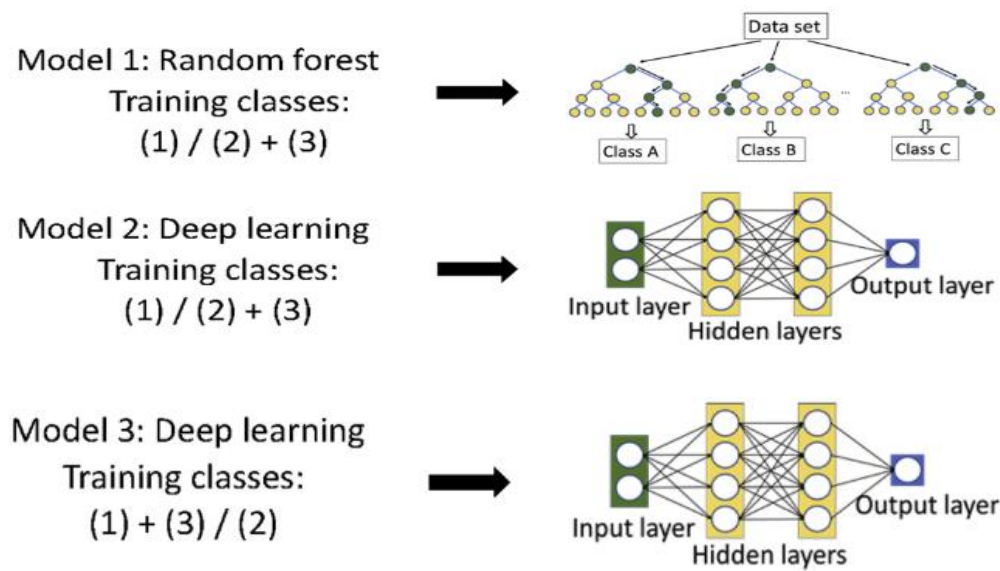 Model 1: Random forest
Training classes:
(1) / (2) + (3)
Data set
...
Class A
Class B
Class C
Model 2: Deep learning
Training classes:
(1) / (2) + (3)
Input layer
Hidden layers
Output layer
Model 3: Deep learning
Training classes:
(1) + (3) / (2)
Input layer
Hidden layers
Output layer